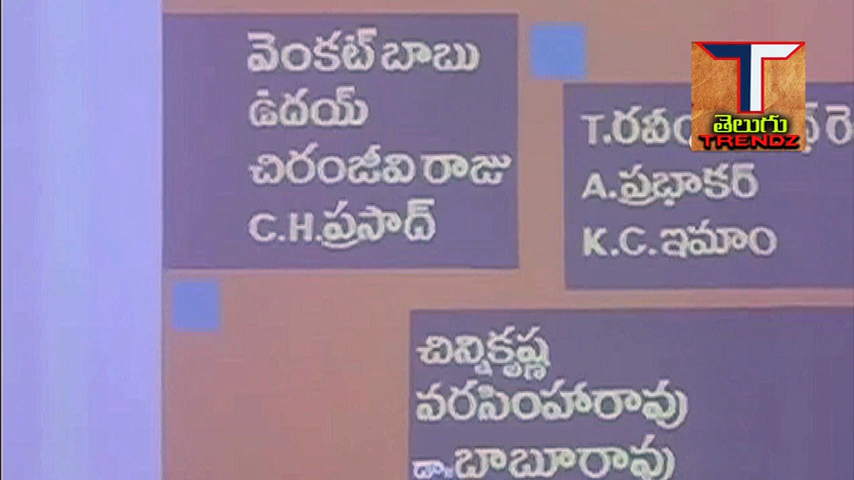 వెంకట్ బాబు
ఉదయ్
చిరంజీవి రాజు
C.H.ప్రసాద్
A.ప్రభాకర్
K.C.ఇమాం
చిన్నికృష్ణ
వరసింహారావు
డా॥బాబూరావు
తెలుగు
TRENDZ